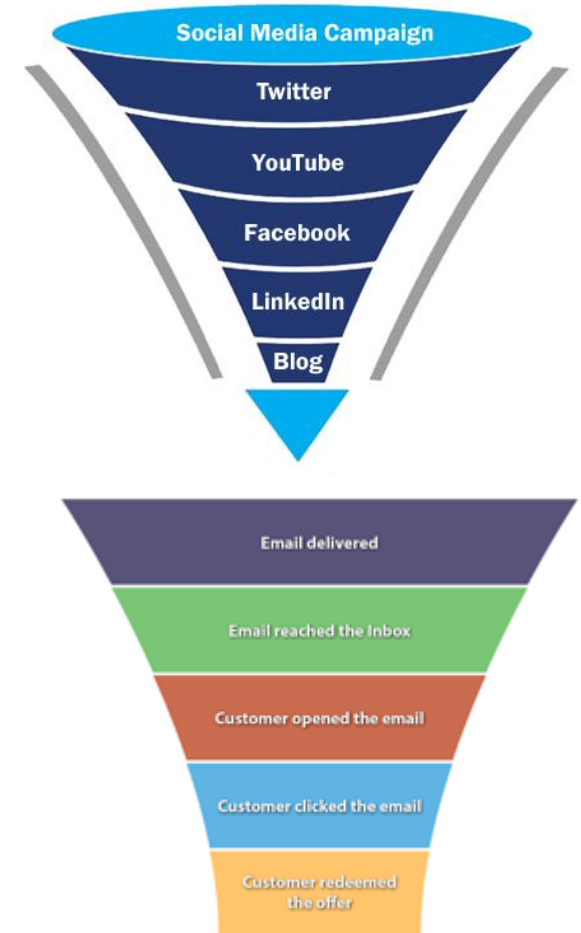 Social Media Campaign
Twitter
YouTube
Facebook
LinkedIn
Blog
Email delivered
Email reached the Inbox
Customer opened the email
Customer clicked the email
Customer redeemed
the offer